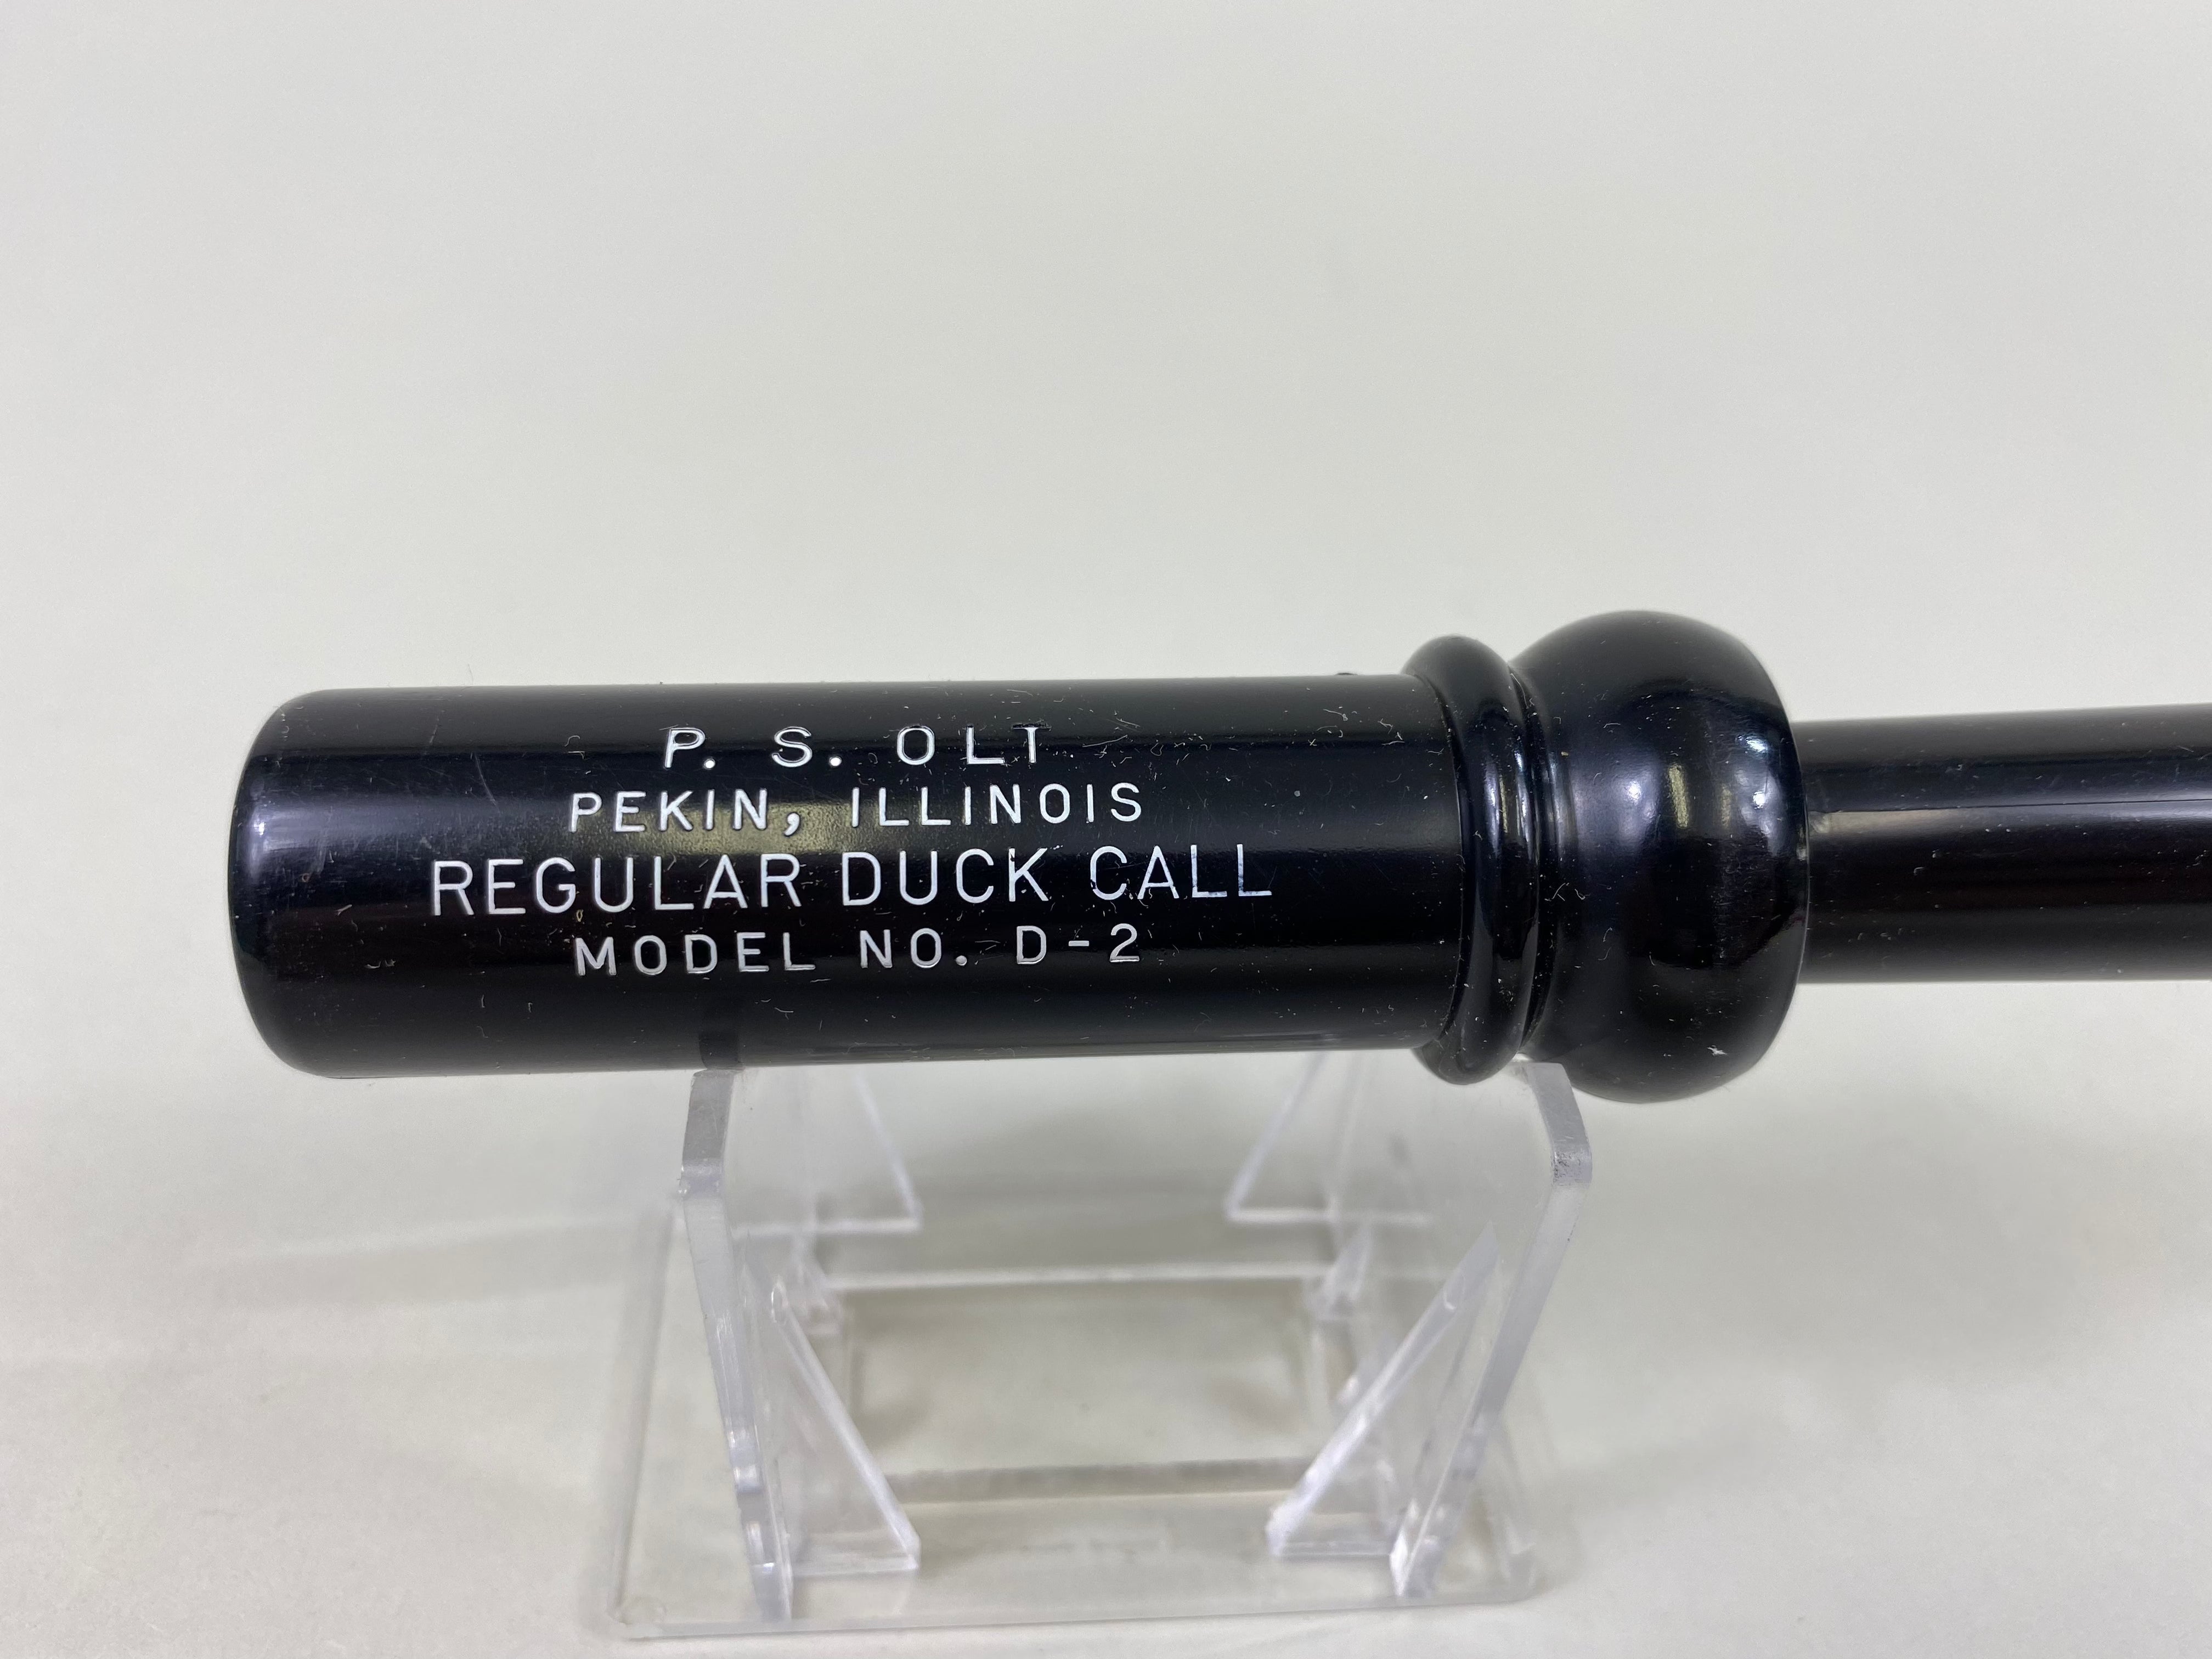 P. S. OLT
PEKIN, ILLINOIS
REGULAR DUCK CALL
MODEL NO. D-2